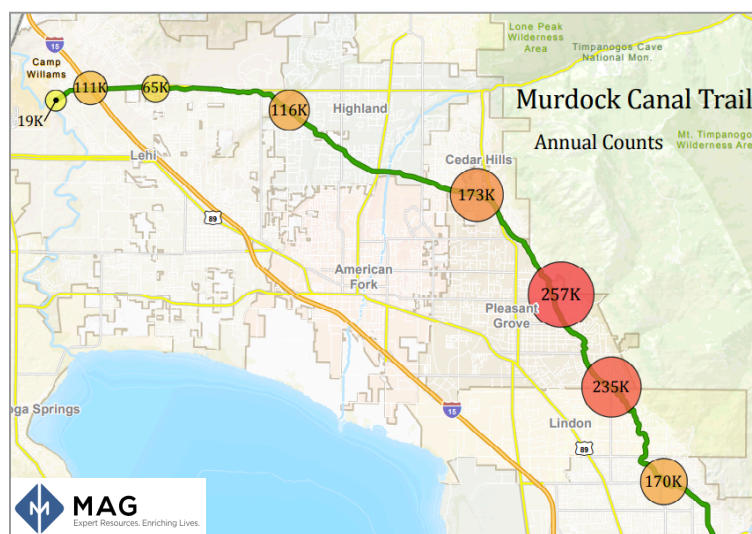 Lone Peak
Wilderness
Area
Timpanogos Cave
National Mon.
15
Camp
Willams
111K
65K
19K
116K
Highland
Murdock Canal Trail
Annual Counts
Mt. Timpanogo
Wilderness Area
Lehi
Cedar Hills
173K
89
American
Fork
257K
Pleasant
Grove
235K
oga Springs
15
Lindon
89
170K
MAG
Expert Resources. Enriching Lives.